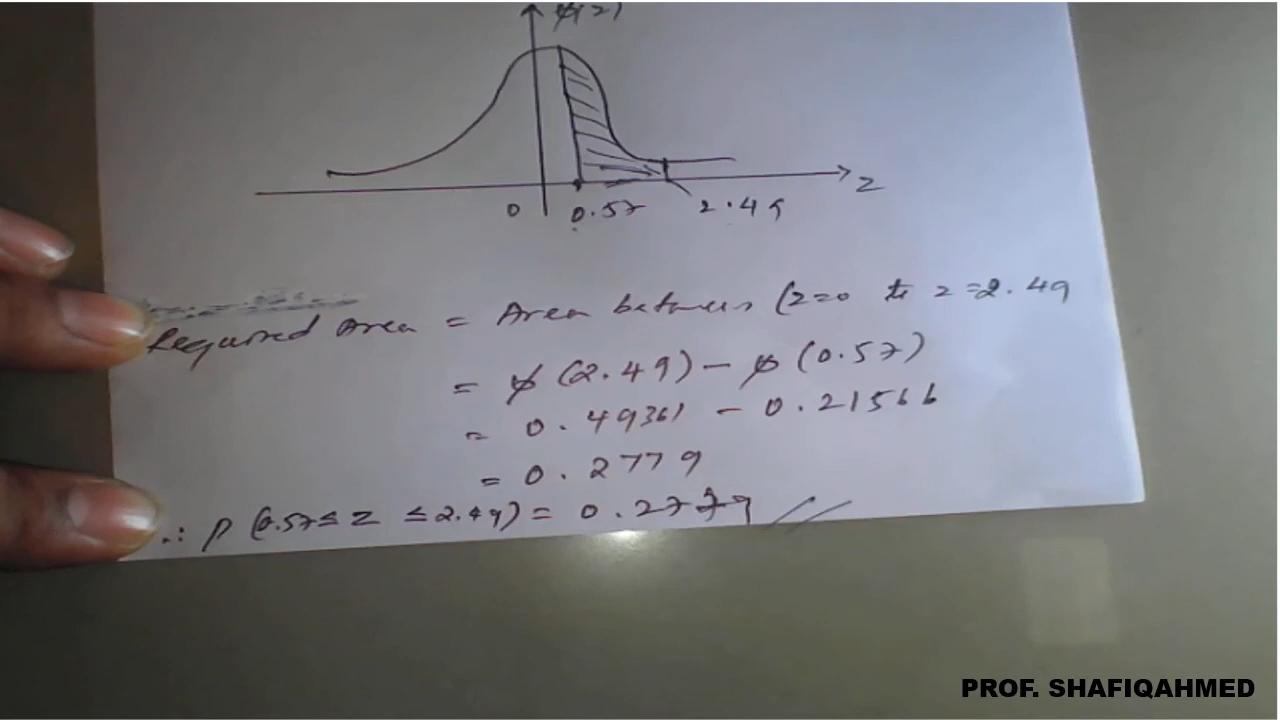 φ(z)
z
0 0.57 2.49
Required Area = Area between (z=0 to z=2.49
= φ(2.49) - φ(0.57)
= 0.49361 - 0.21566
= 0.2779
∴ P(0.57≤ z ≤2.49) = 0.2779 //
PROF. SHAFIQAHMED